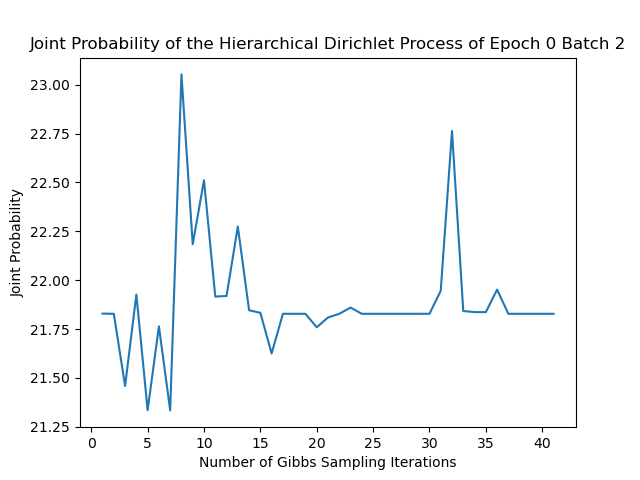 Joint Probability of the Hierarchical Dirichlet Process of Epoch 0 Batch 2
23.00
22.75
22.50
22.25
22.00
21.75
21.50
21.25
Joint Probability
0 5 10 15 20 25 30 35 40
Number of Gibbs Sampling Iterations